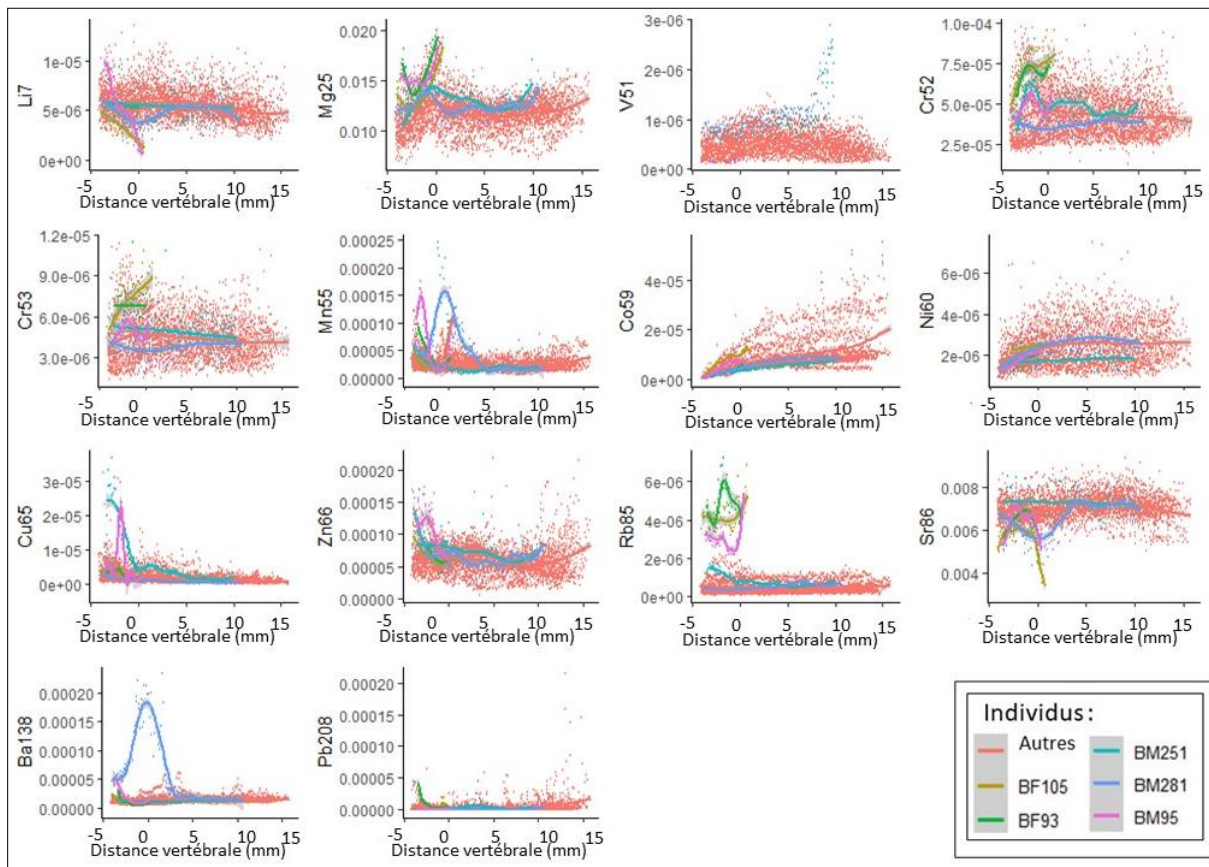 Li7
1e-05
5e-06
0e+00
-5 0 5 10 15
Distance vertébrale (mm)
Mg25
0.020
0.015
0.010
-5 0 5 10 15
Distance vertébrale (mm)
V51
3e-06
2e-06
1e-06
0e+00
-5 0 5 10 15
Distance vertébrale (mm)
Cr52
1.0e-04
7.5e-05
5.0e-05
2.5e-05
-5 0 5 10 15
Distance vertébrale (mm)
Cr53
1.2e-05
9.0e-06
6.0e-06
3.0e-06
-5 0 5 10 15
Distance vertébrale (mm)
Mn55
0.00025
0.00020
0.00015
0.00010
0.00005
0.00000
-5 0 5 10 15
Distance vertébrale (mm)
Co59
4e-05
2e-05
0e+00
-5 0 5 10 15
Distance vertébrale (mm)
Ni60
6e-06
4e-06
2e-06
-5 0 5 10 15
Distance vertébrale (mm)
Cu65
3e-05
2e-05
1e-05
0e+00
-5 0 5 10 15
Distance vertébrale (mm)
Zn66
0.00020
0.00015
0.00010
0.00005
0.00000
-5 0 5 10 15
Distance vertébrale (mm)
Rb85
6e-06
4e-06
2e-06
0e+00
-5 0 5 10 15
Distance vertébrale (mm)
Sr86
0.008
0.006
0.004
-5 0 5 10 15
Distance vertébrale (mm)
Ba138
0.00020
0.00015
0.00010
0.00005
0.00000
-5 0 5 10 15
Distance vertébrale (mm)
Pb208
0.00020
0.00015
0.00010
0.00005
0.00000
-5 0 5 10 15
Distance vertébrale (mm)
Individus :
Autres
BF105
BF93
BM251
BM281
BM95